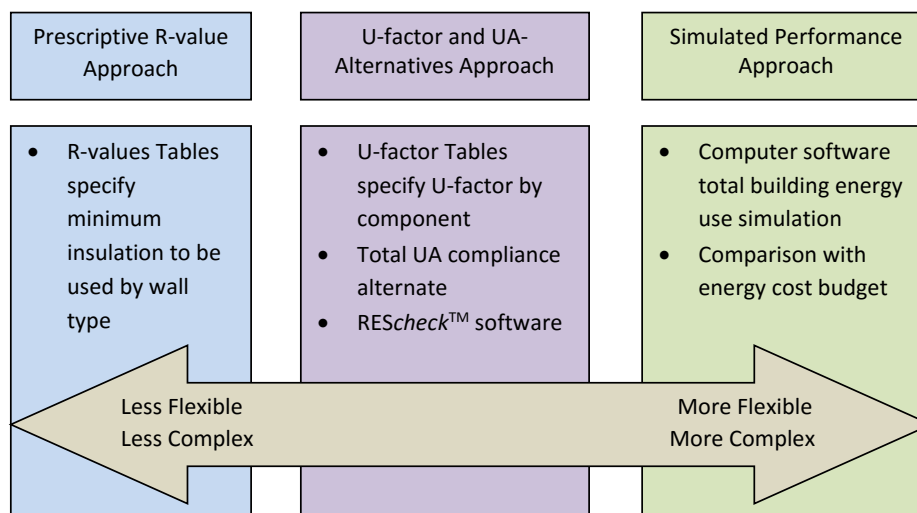 Prescriptive R-value
Approach
U-factor and UA-
Alternatives Approach
Simulated Performance
Approach
• R-values Tables
specify
minimum
insulation to be
used by wall
type
• U-factor Tables
specify U-factor by
component
• Total UA compliance
alternate
• REScheck™ software
• Computer software
total building energy
use simulation
• Comparison with
energy cost budget
Less Flexible
Less Complex
More Flexible
More Complex